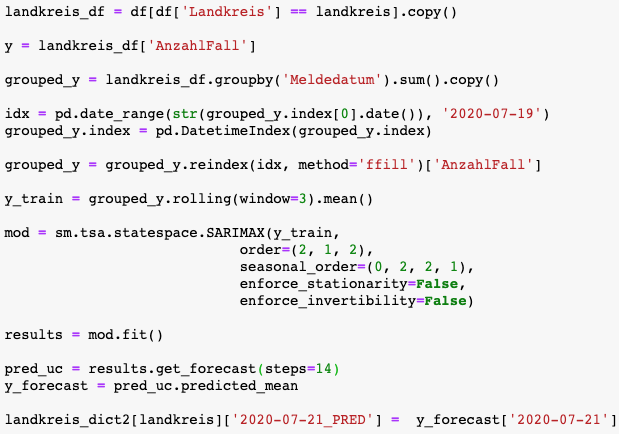 landkreis_df = df[df['Landkreis'] == landkreis].copy()
y = landkreis_df['AnzahlFall']
grouped_y = landkreis_df.groupby('Meldedatum').sum().copy()
idx = pd.date_range(str(grouped_y.index[0].date()), '2020-07-19')
grouped_y.index = pd.DatetimeIndex(grouped_y.index)
grouped_y = grouped_y.reindex(idx, method='ffill')['AnzahlFall']
y_train = grouped_y.rolling(window=3).mean()
mod = sm.tsa.statespace.SARIMAX(y_train,
order=(2, 1, 2),
seasonal_order=(0, 2, 2, 1),
enforce_stationarity=False,
enforce_invertibility=False)
results = mod.fit()
pred_uc = results.get_forecast(steps=14)
y_forecast = pred_uc.predicted_mean
landkreis_dict2[landkreis]['2020-07-21_PRED'] =  y_forecast['2020-07-21']